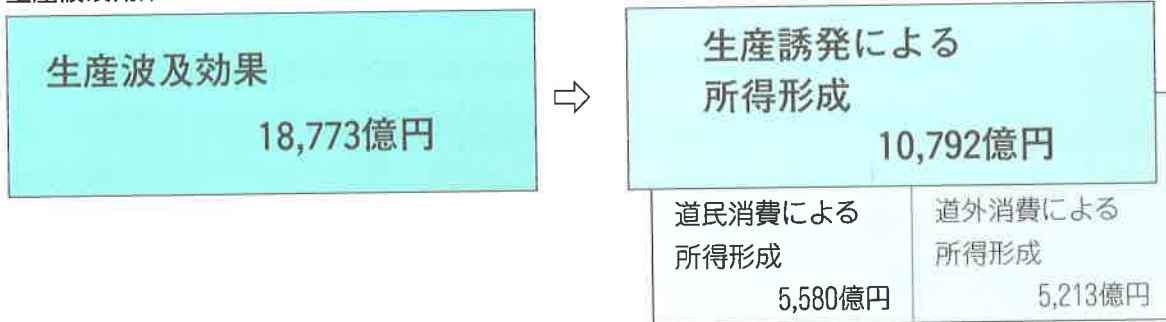 生産波及効果
18,773億円
⇨
生産誘発による
所得形成
10,792億円
道民消費による
所得形成
5,580億円
道外消費による
所得形成
5,213億円